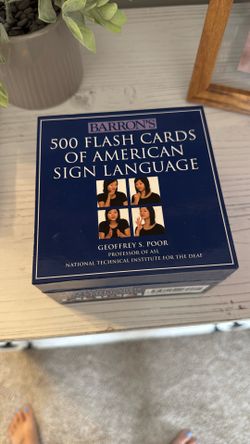 BARRON'S
500 FLASH CARDS
OF AMERICAN
SIGN LANGUAGE
GEOFFREY S. POOR
PROFESSOR OF ASL
NATIONAL TECHNICAL INSTITUTE FOR THE DEAF